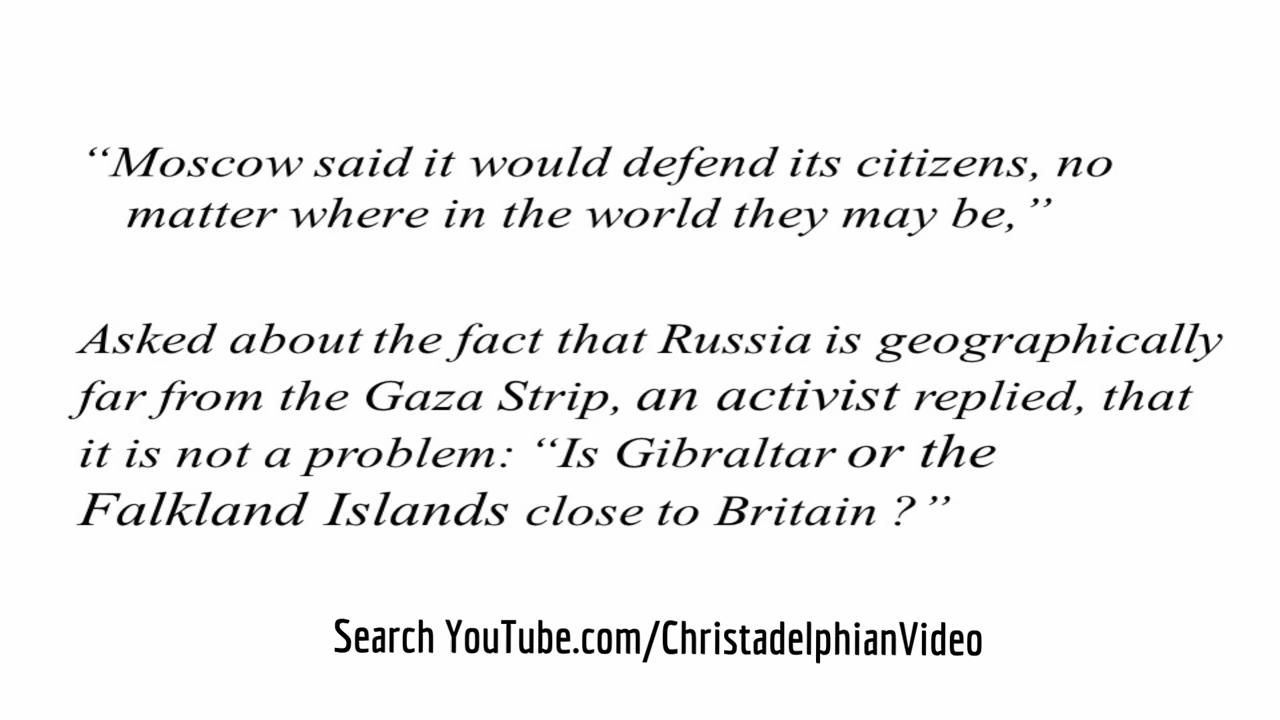 “Moscow said it would defend its citizens, no
matter where in the world they may be,”
Asked about the fact that Russia is geographically
far from the Gaza Strip, an activist replied, that
it is not a problem: “Is Gibraltar or the
Falkland Islands close to Britain ?”
Search YouTube.com/ChristadelphianVideo